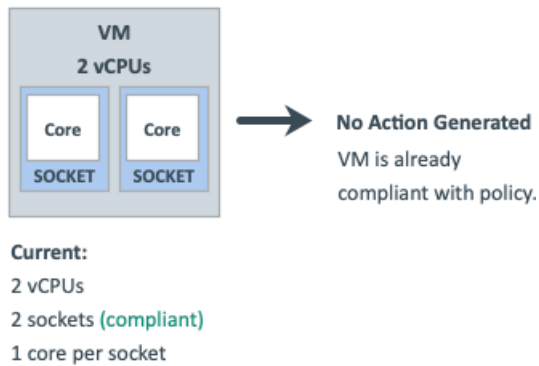 VM
2 vCPUs
Core
Core
SOCKET
SOCKET
No Action Generated
VM is already
compliant with policy.
Current:
2 vCPUs
2 sockets (compliant)
1 core per socket